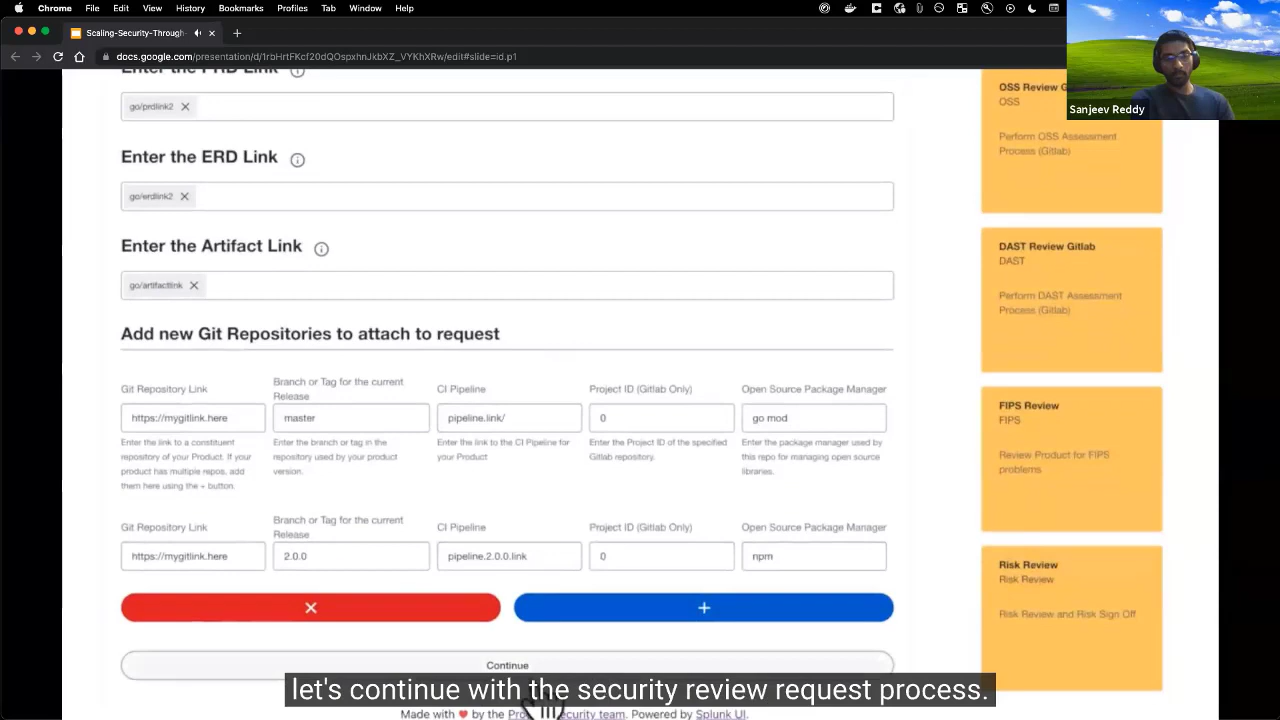 Chrome File Edit View History Bookmarks Profiles Tab Window Help
Scaling-Security-Through-
docs.google.com/presentation/d/1rbHrtFKcf20dQOspxhnJkbXZ_VYKhXRw/edit#slide=id.p1
Sanjeev Reddy
Enter the PRD Link
go/prdlink2
Enter the ERD Link
go/erdlink2
Enter the Artifact Link
go/artifactlink
Add new Git Repositories to attach to request
Git Repository Link
Branch or Tag for the current
Release
CI Pipeline
Project ID (Gitlab Only)
Open Source Package Manager
https://mygitlink.here
master
pipeline.link/
0
go mod
Enter the link to a constituent
repository of your Product. If your
product has multiple repos, add
them here using the + button.
Enter the branch or tag in the
repository used by your product
version.
Enter the link to the CI Pipeline for
your Product
Enter the Project ID of the specified
Gitlab repository.
Enter the package manager used by
this repo for managing open source
libraries.
Git Repository Link
Branch or Tag for the current
Release
CI Pipeline
Project ID (Gitlab Only)
Open Source Package Manager
https://mygitlink.here
2.0.0
pipeline.2.0.0.link
0
npm
Continue
let's continue with the security review request process.
Made with ❤ by the Pro ecurity team. Powered by Splunk UI.
OSS Review G
OSS
Perform OSS Assessment
Process (Gitlab)
DAST Review Gitlab
DAST
Perform DAST Assessment
Process (Gitlab)
FIPS Review
FIPS
Review Product for FIPS
problems
Risk Review
Risk Review
Risk Review and Risk Sign Off